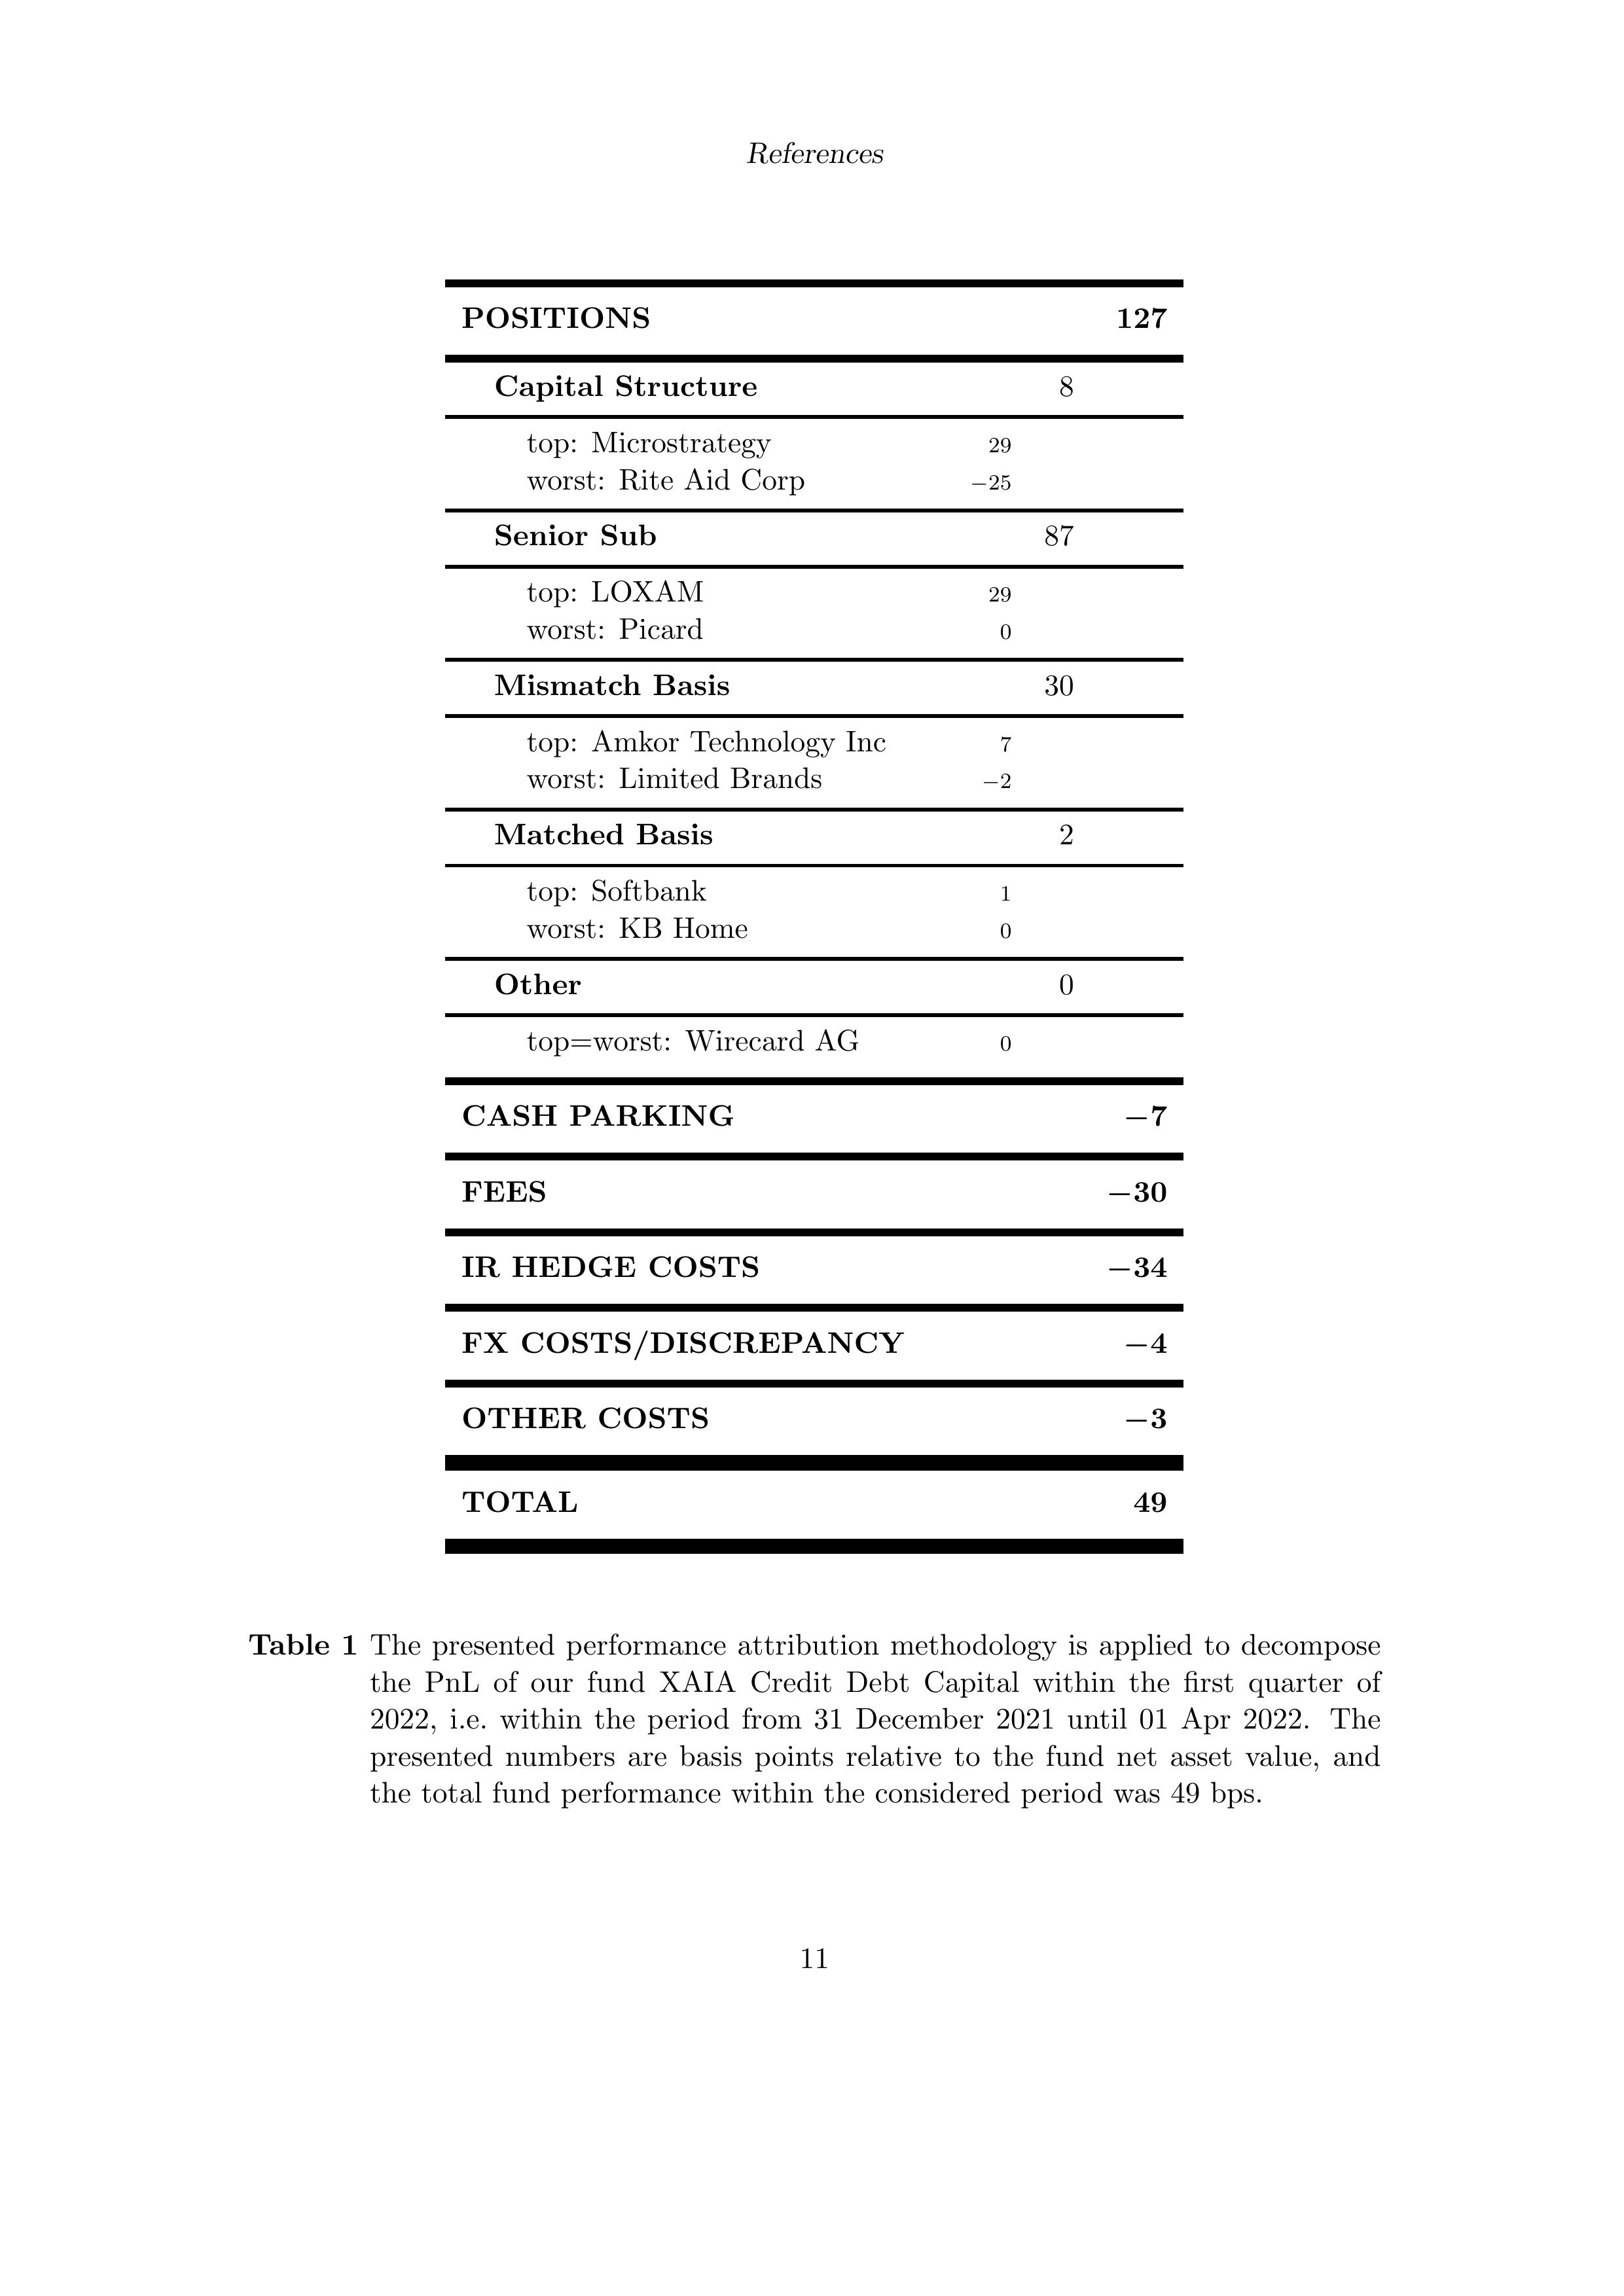 References
POSITIONS 127
Capital Structure 8
top: Microstrategy 29
worst: Rite Aid Corp −25
Senior Sub 87
top: LOXAM 29
worst: Picard 0
Mismatch Basis 30
top: Amkor Technology Inc 7
worst: Limited Brands −2
Matched Basis 2
top: Softbank 1
worst: KB Home 0
Other 0
top=worst: Wirecard AG 0
CASH PARKING −7
FEES −30
IR HEDGE COSTS −34
FX COSTS/DISCREPANCY −4
OTHER COSTS −3
TOTAL 49
Table 1 The presented performance attribution methodology is applied to decompose
the PnL of our fund XAIA Credit Debt Capital within the first quarter of
2022, i.e. within the period from 31 December 2021 until 01 Apr 2022. The
presented numbers are basis points relative to the fund net asset value, and
the total fund performance within the considered period was 49 bps.
11